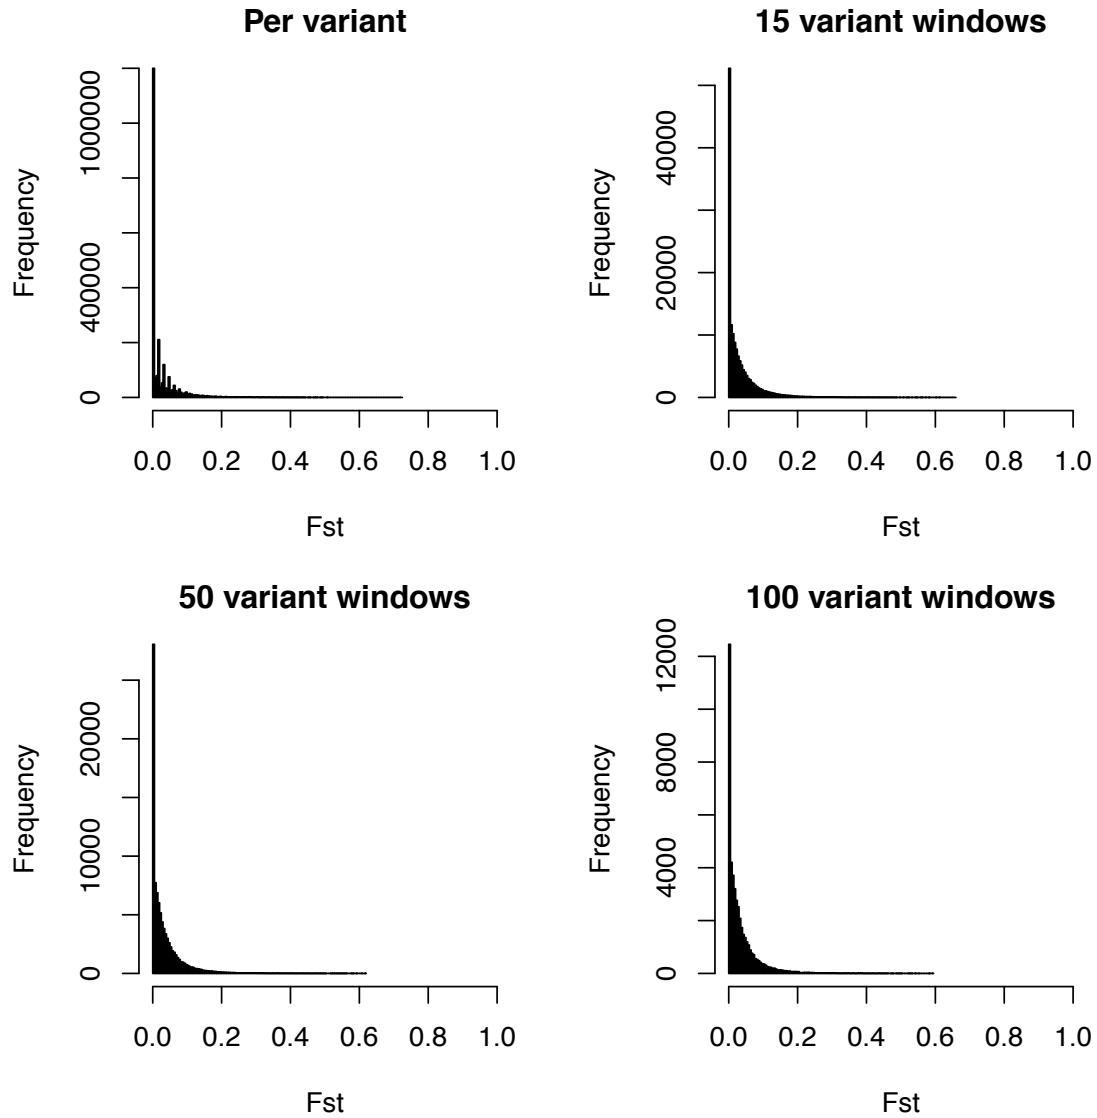 Per variant
Frequency
0 400000 1000000
0.0 0.2 0.4 0.6 0.8 1.0
Fst
15 variant windows
Frequency
0 20000 40000
0.0 0.2 0.4 0.6 0.8 1.0
Fst
50 variant windows
Frequency
0 10000 20000
0.0 0.2 0.4 0.6 0.8 1.0
Fst
100 variant windows
Frequency
0 4000 8000 12000
0.0 0.2 0.4 0.6 0.8 1.0
Fst